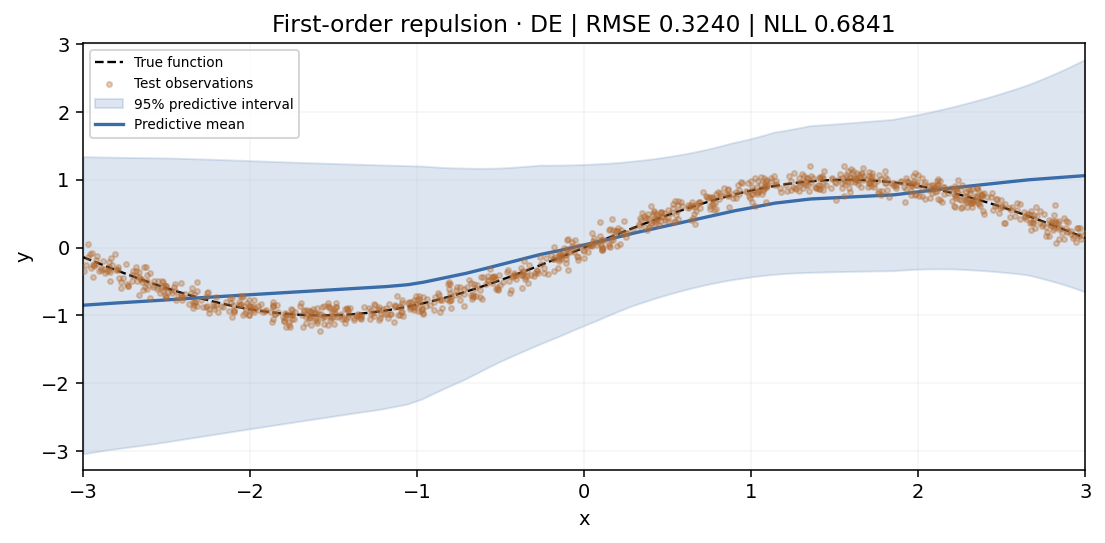 First-order repulsion · DE | RMSE 0.3240 | NLL 0.6841
True function
Test observations
95% predictive interval
Predictive mean
3
2
1
0
−1
−2
−3
y
−3
−2
−1
0
1
2
3
x